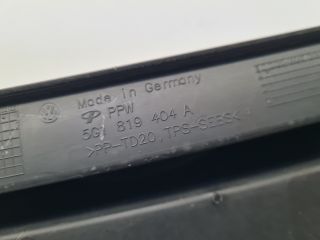 Made in Germany
PPW
5G1 819 404 A
>PP-TD20,TPS-SEBS<